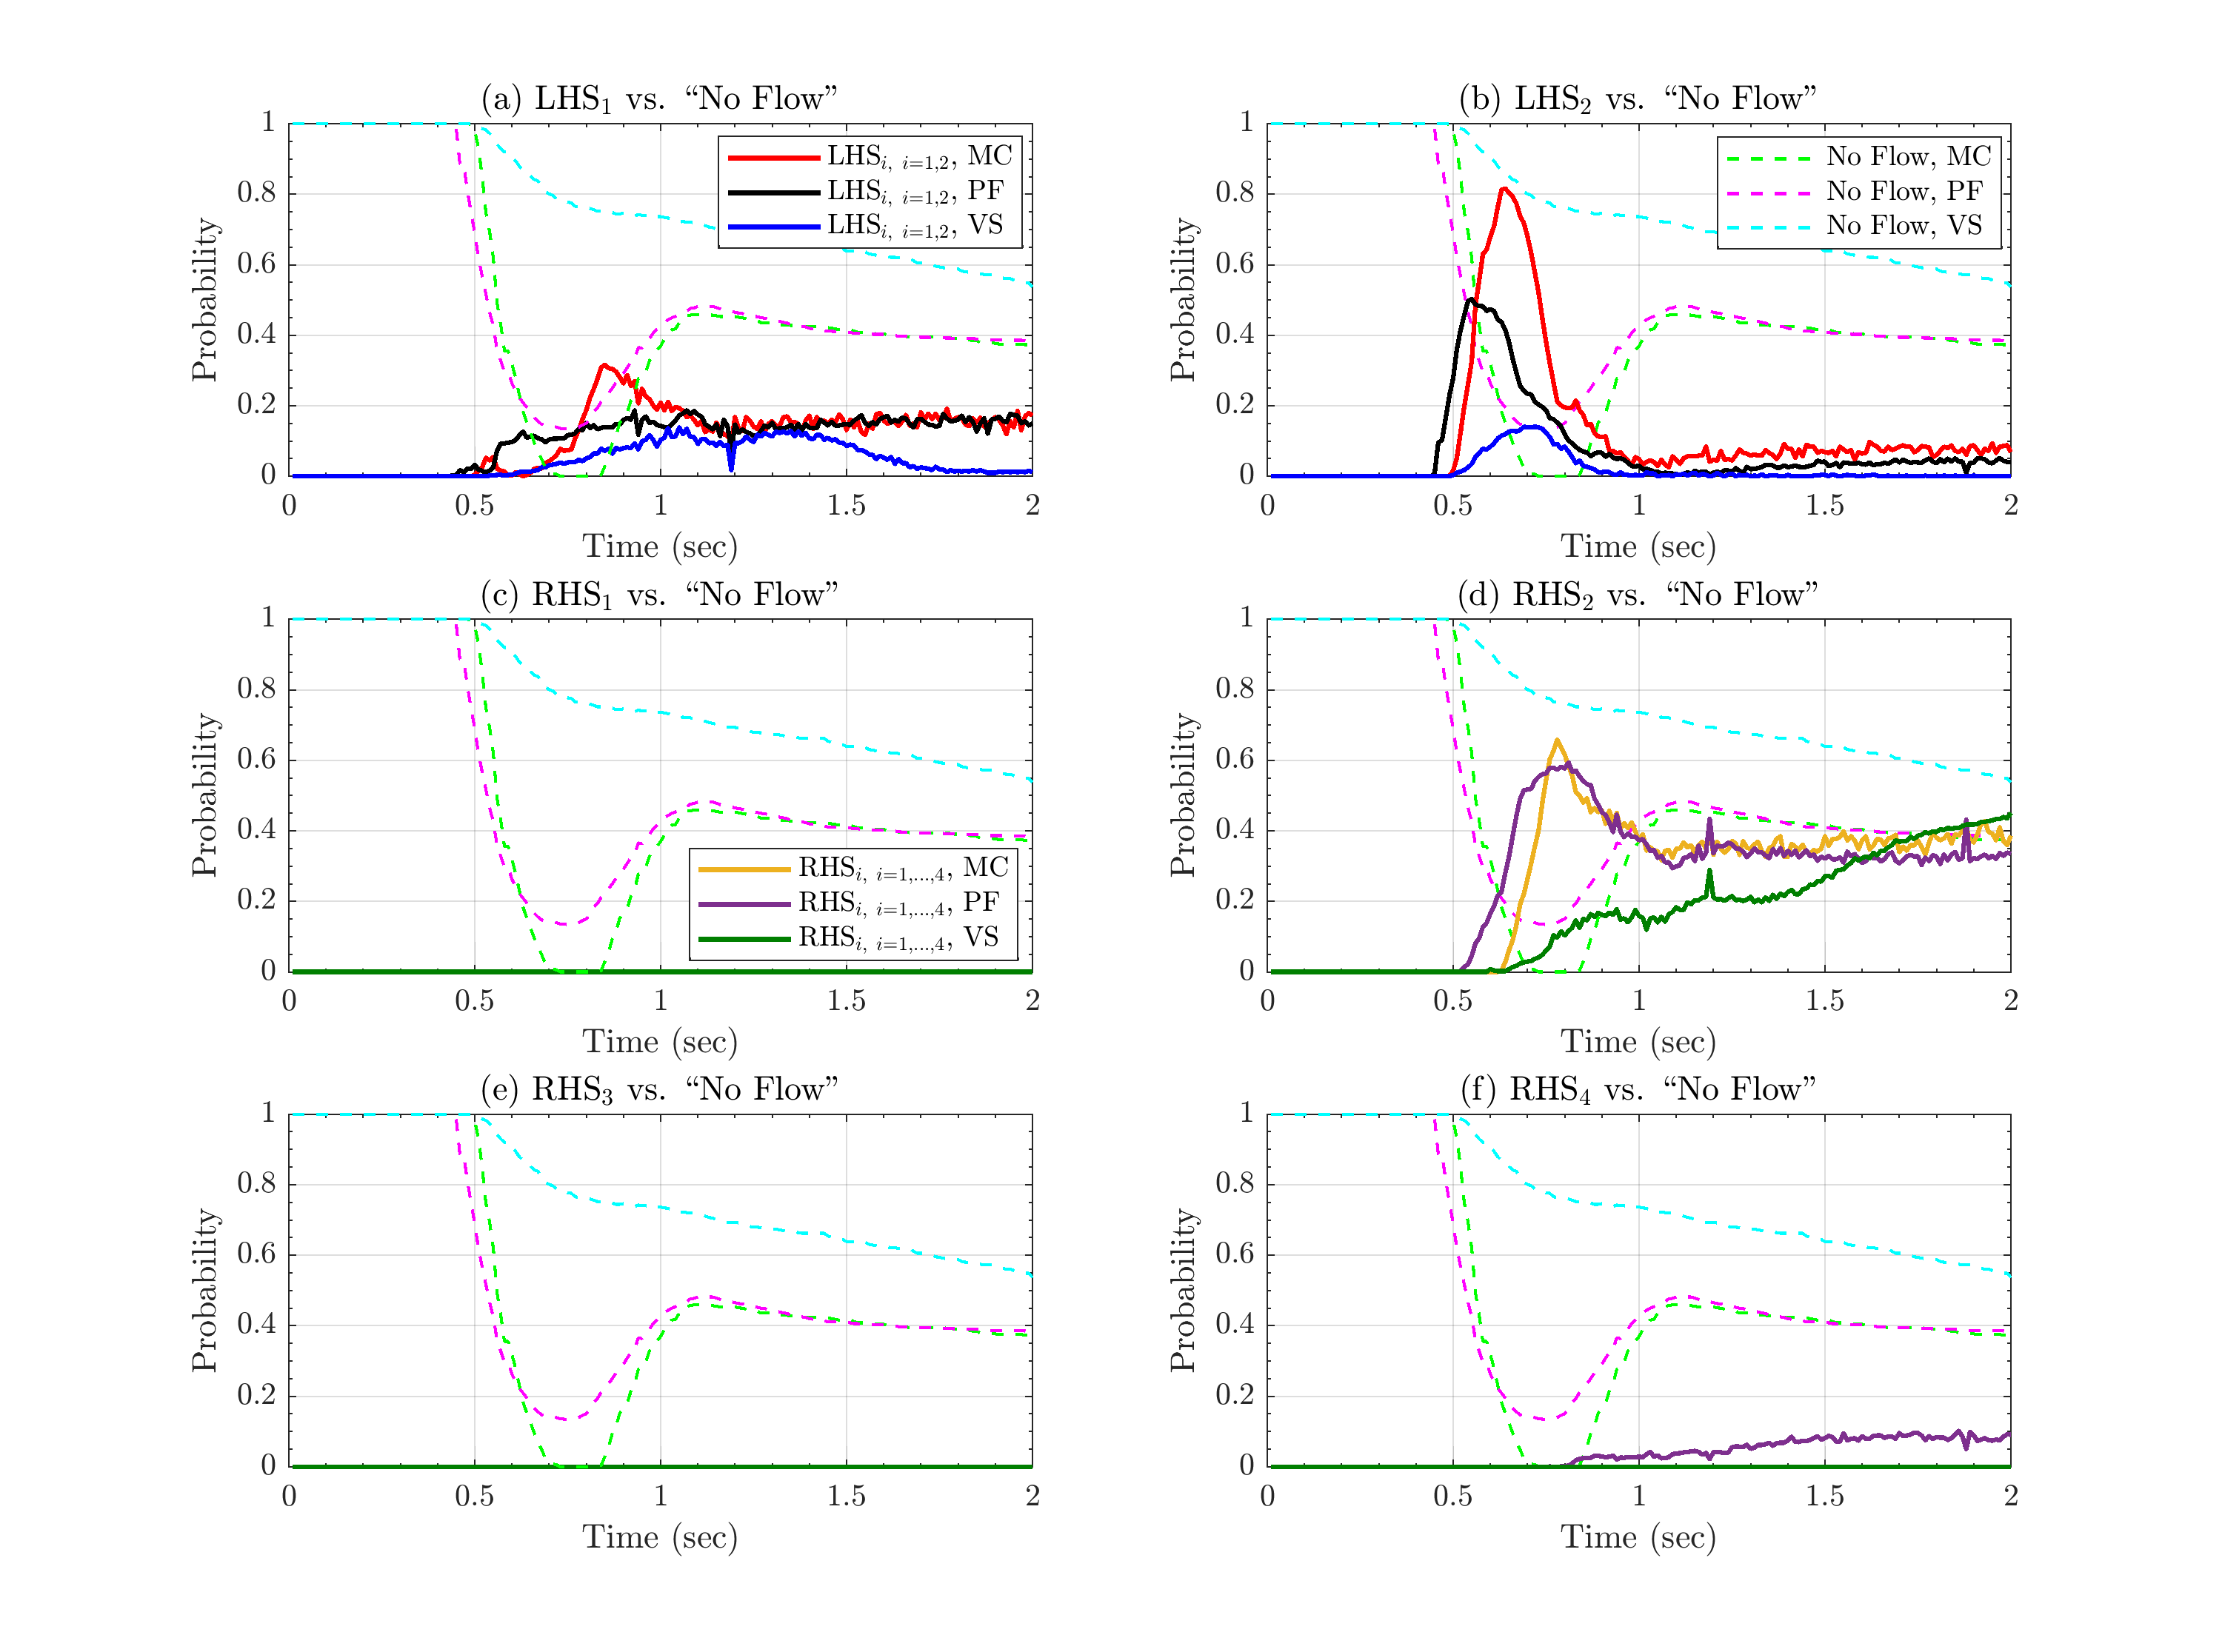 (a) LHS₁ vs. “No Flow”
1
0.8
0.6
0.4
0.2
0
Probability
LHSᵢ, ᵢ₌₁,₂, MC
LHSᵢ, ᵢ₌₁,₂, PF
LHSᵢ, ᵢ₌₁,₂, VS
0 0.5 1 1.5 2
Time (sec)
(b) LHS₂ vs. “No Flow”
1
0.8
0.6
0.4
0.2
0
Probability
No Flow, MC
No Flow, PF
No Flow, VS
0 0.5 1 1.5 2
Time (sec)
(c) RHS₁ vs. “No Flow”
1
0.8
0.6
0.4
0.2
0
Probability
RHSᵢ, ᵢ₌₁,...,₄, MC
RHSᵢ, ᵢ₌₁,...,₄, PF
RHSᵢ, ᵢ₌₁,...,₄, VS
0 0.5 1 1.5 2
Time (sec)
(d) RHS₂ vs. “No Flow”
1
0.8
0.6
0.4
0.2
0
Probability
0 0.5 1 1.5 2
Time (sec)
(e) RHS₃ vs. “No Flow”
1
0.8
0.6
0.4
0.2
0
Probability
0 0.5 1 1.5 2
Time (sec)
(f) RHS₄ vs. “No Flow”
1
0.8
0.6
0.4
0.2
0
Probability
0 0.5 1 1.5 2
Time (sec)